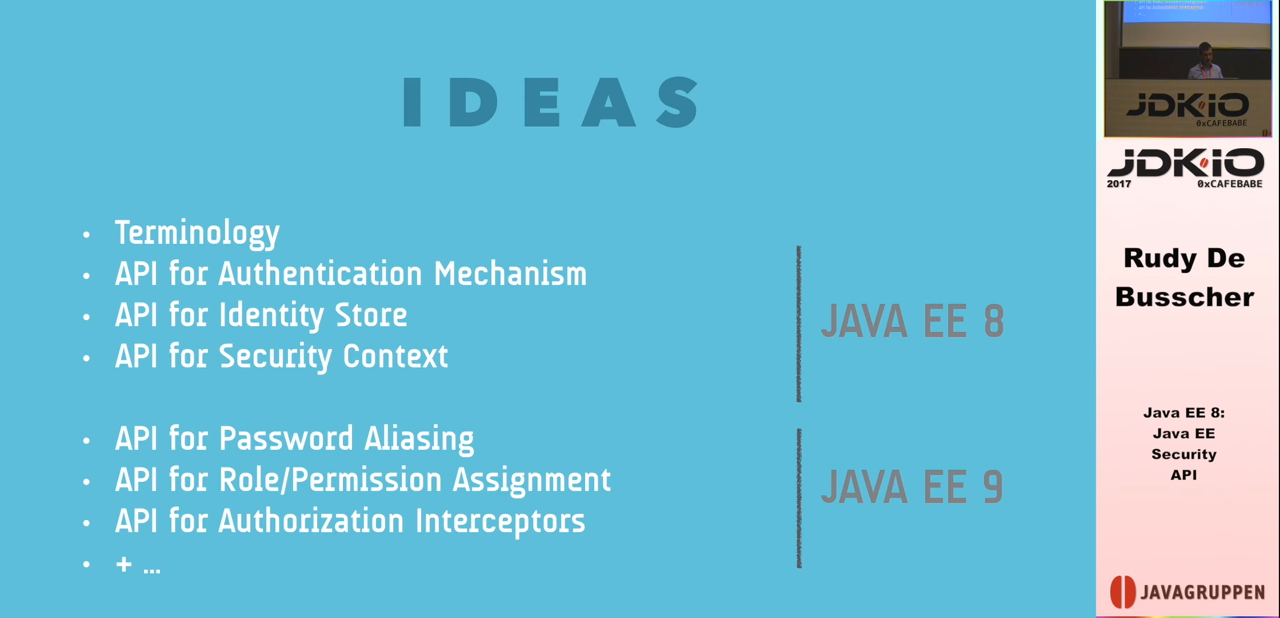 IDEAS
• Terminology
• API for Authentication Mechanism
• API for Identity Store
• API for Security Context
JAVA EE 8
• API for Password Aliasing
• API for Role/Permission Assignment
• API for Authorization Interceptors
• + ...
JAVA EE 9
JDK.IO
0xCAFEBABE
JDK.IO
2017 0xCAFEBABE
Rudy De
Busscher
Java EE 8:
Java EE
Security
API
JAVAGRUPPEN